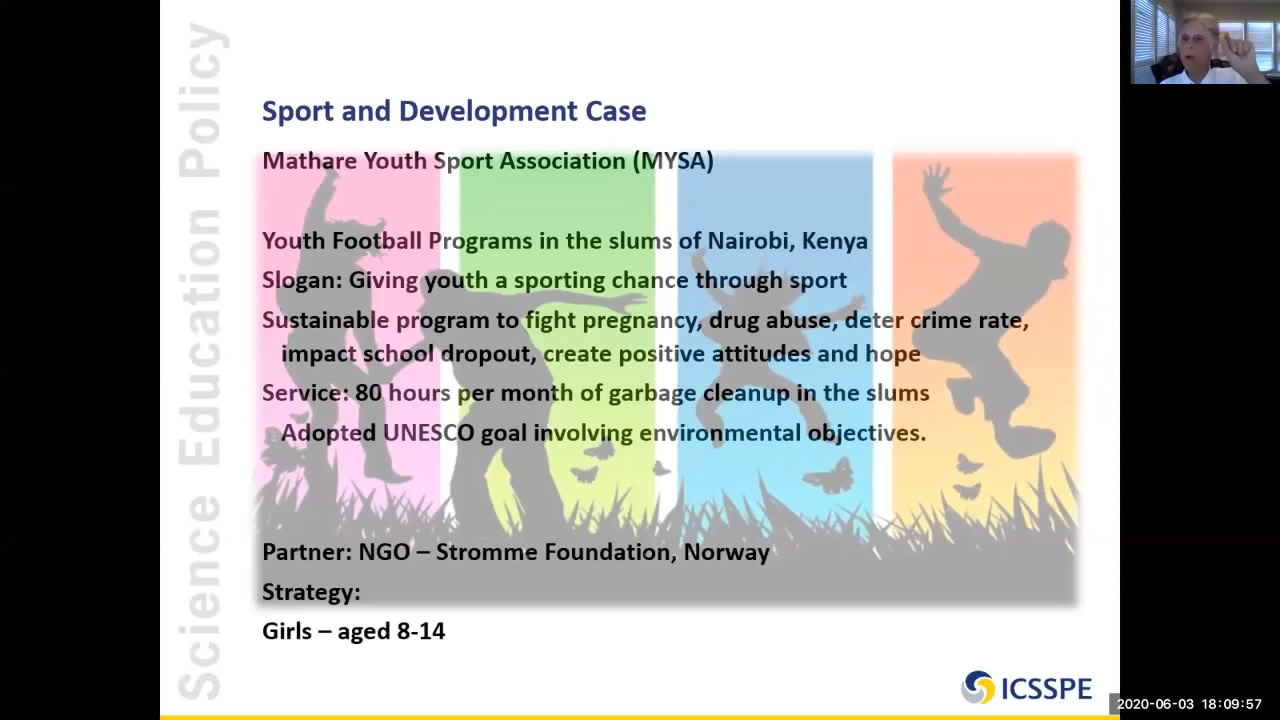 Science Education Policy
Sport and Development Case
Mathare Youth Sport Association (MYSA)
Youth Football Programs in the slums of Nairobi, Kenya
Slogan: Giving youth a sporting chance through sport
Sustainable program to fight pregnancy, drug abuse, deter crime rate,
impact school dropout, create positive attitudes and hope
Service: 80 hours per month of garbage cleanup in the slums
Adopted UNESCO goal involving environmental objectives.
Partner: NGO – Stromme Foundation, Norway
Strategy:
Girls – aged 8-14
ICSSPE
2020-06-03 18:09:57